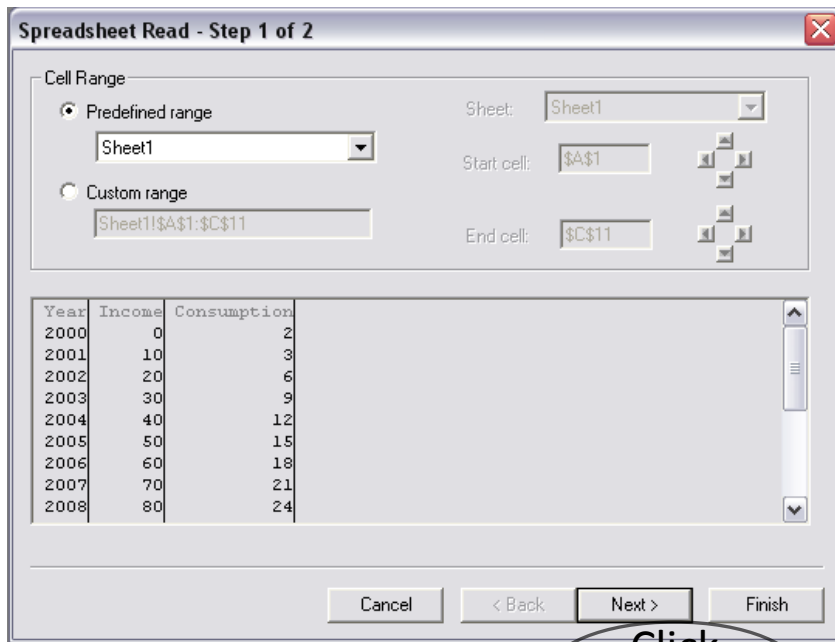 Spreadsheet Read - Step 1 of 2
Cell Range
Predefined range
Sheet1
Custom range
Sheet1!$A$1:$C$11
Sheet: Sheet1
Start cell: $A$1
End cell: $C$11
Year Income Consumption
2000 0 2
2001 10 3
2002 20 6
2003 30 9
2004 40 12
2005 50 15
2006 60 18
2007 70 21
2008 80 24
Cancel < Back Next > Finish
Click